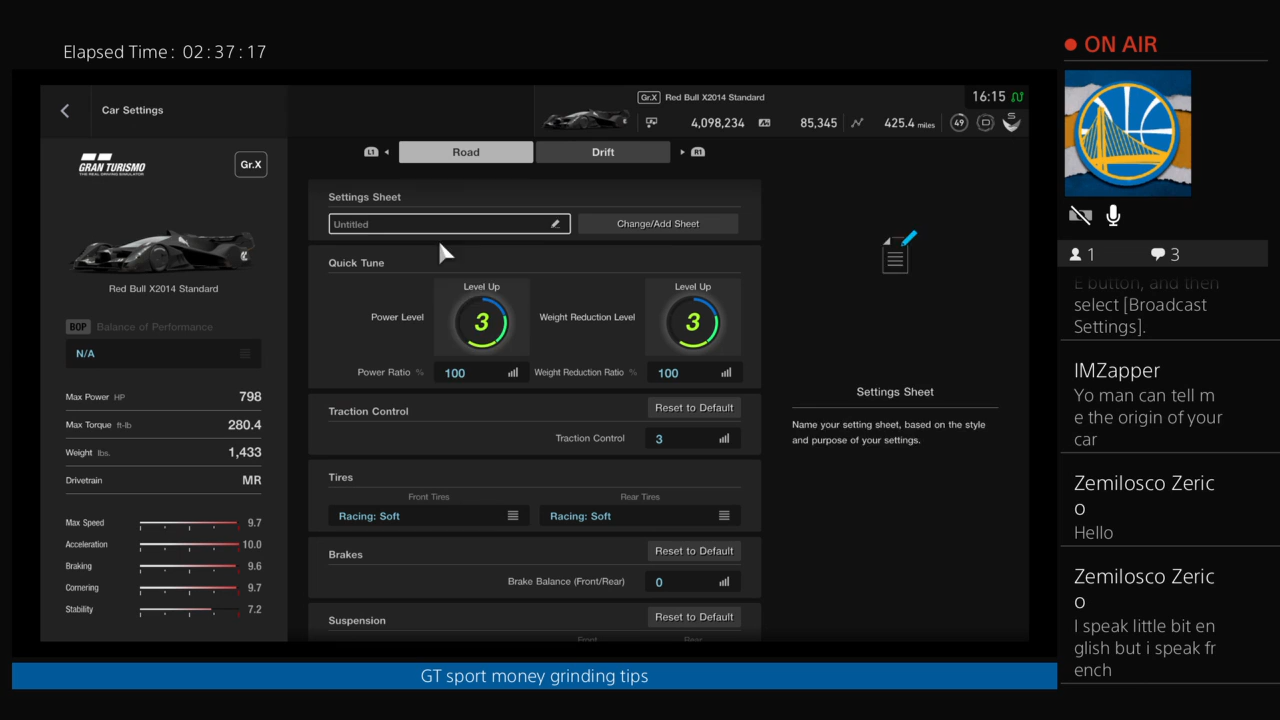 Elapsed Time: 02:37:17
ON AIR
Car Settings
Gr.X Red Bull X2014 Standard
16:15
4,098,234 85,345 425.4 miles 49
L1 Road Drift R1
GRAN TURISMO
THE REAL DRIVING SIMULATOR
Gr.X
Red Bull X2014 Standard
BOP Balance of Performance
N/A
Max Power HP 798
Max Torque ft-lb 280.4
Weight lbs. 1,433
Drivetrain MR
Max Speed 9.7
Acceleration 10.0
Braking 9.6
Cornering 9.7
Stability 7.2
Settings Sheet
Untitled
Change/Add Sheet
Quick Tune
Level Up Level Up
Power Level 3 Weight Reduction Level 3
Power Ratio % 100 Weight Reduction Ratio % 100
Traction Control Reset to Default
Traction Control 3
Tires
Front Tires Rear Tires
Racing: Soft Racing: Soft
Brakes Reset to Default
Brake Balance (Front/Rear) 0
Suspension Reset to Default
Front Rear
Settings Sheet
Name your setting sheet, based on the style
and purpose of your settings.
1 3
E button, and then
select [Broadcast
Settings].
IMZapper
Yo man can tell m
e the origin of your
car
Zemilosco Zeric
o
Hello
Zemilosco Zeric
o
I speak little bit en
glish but i speak fr
ench
GT sport money grinding tips